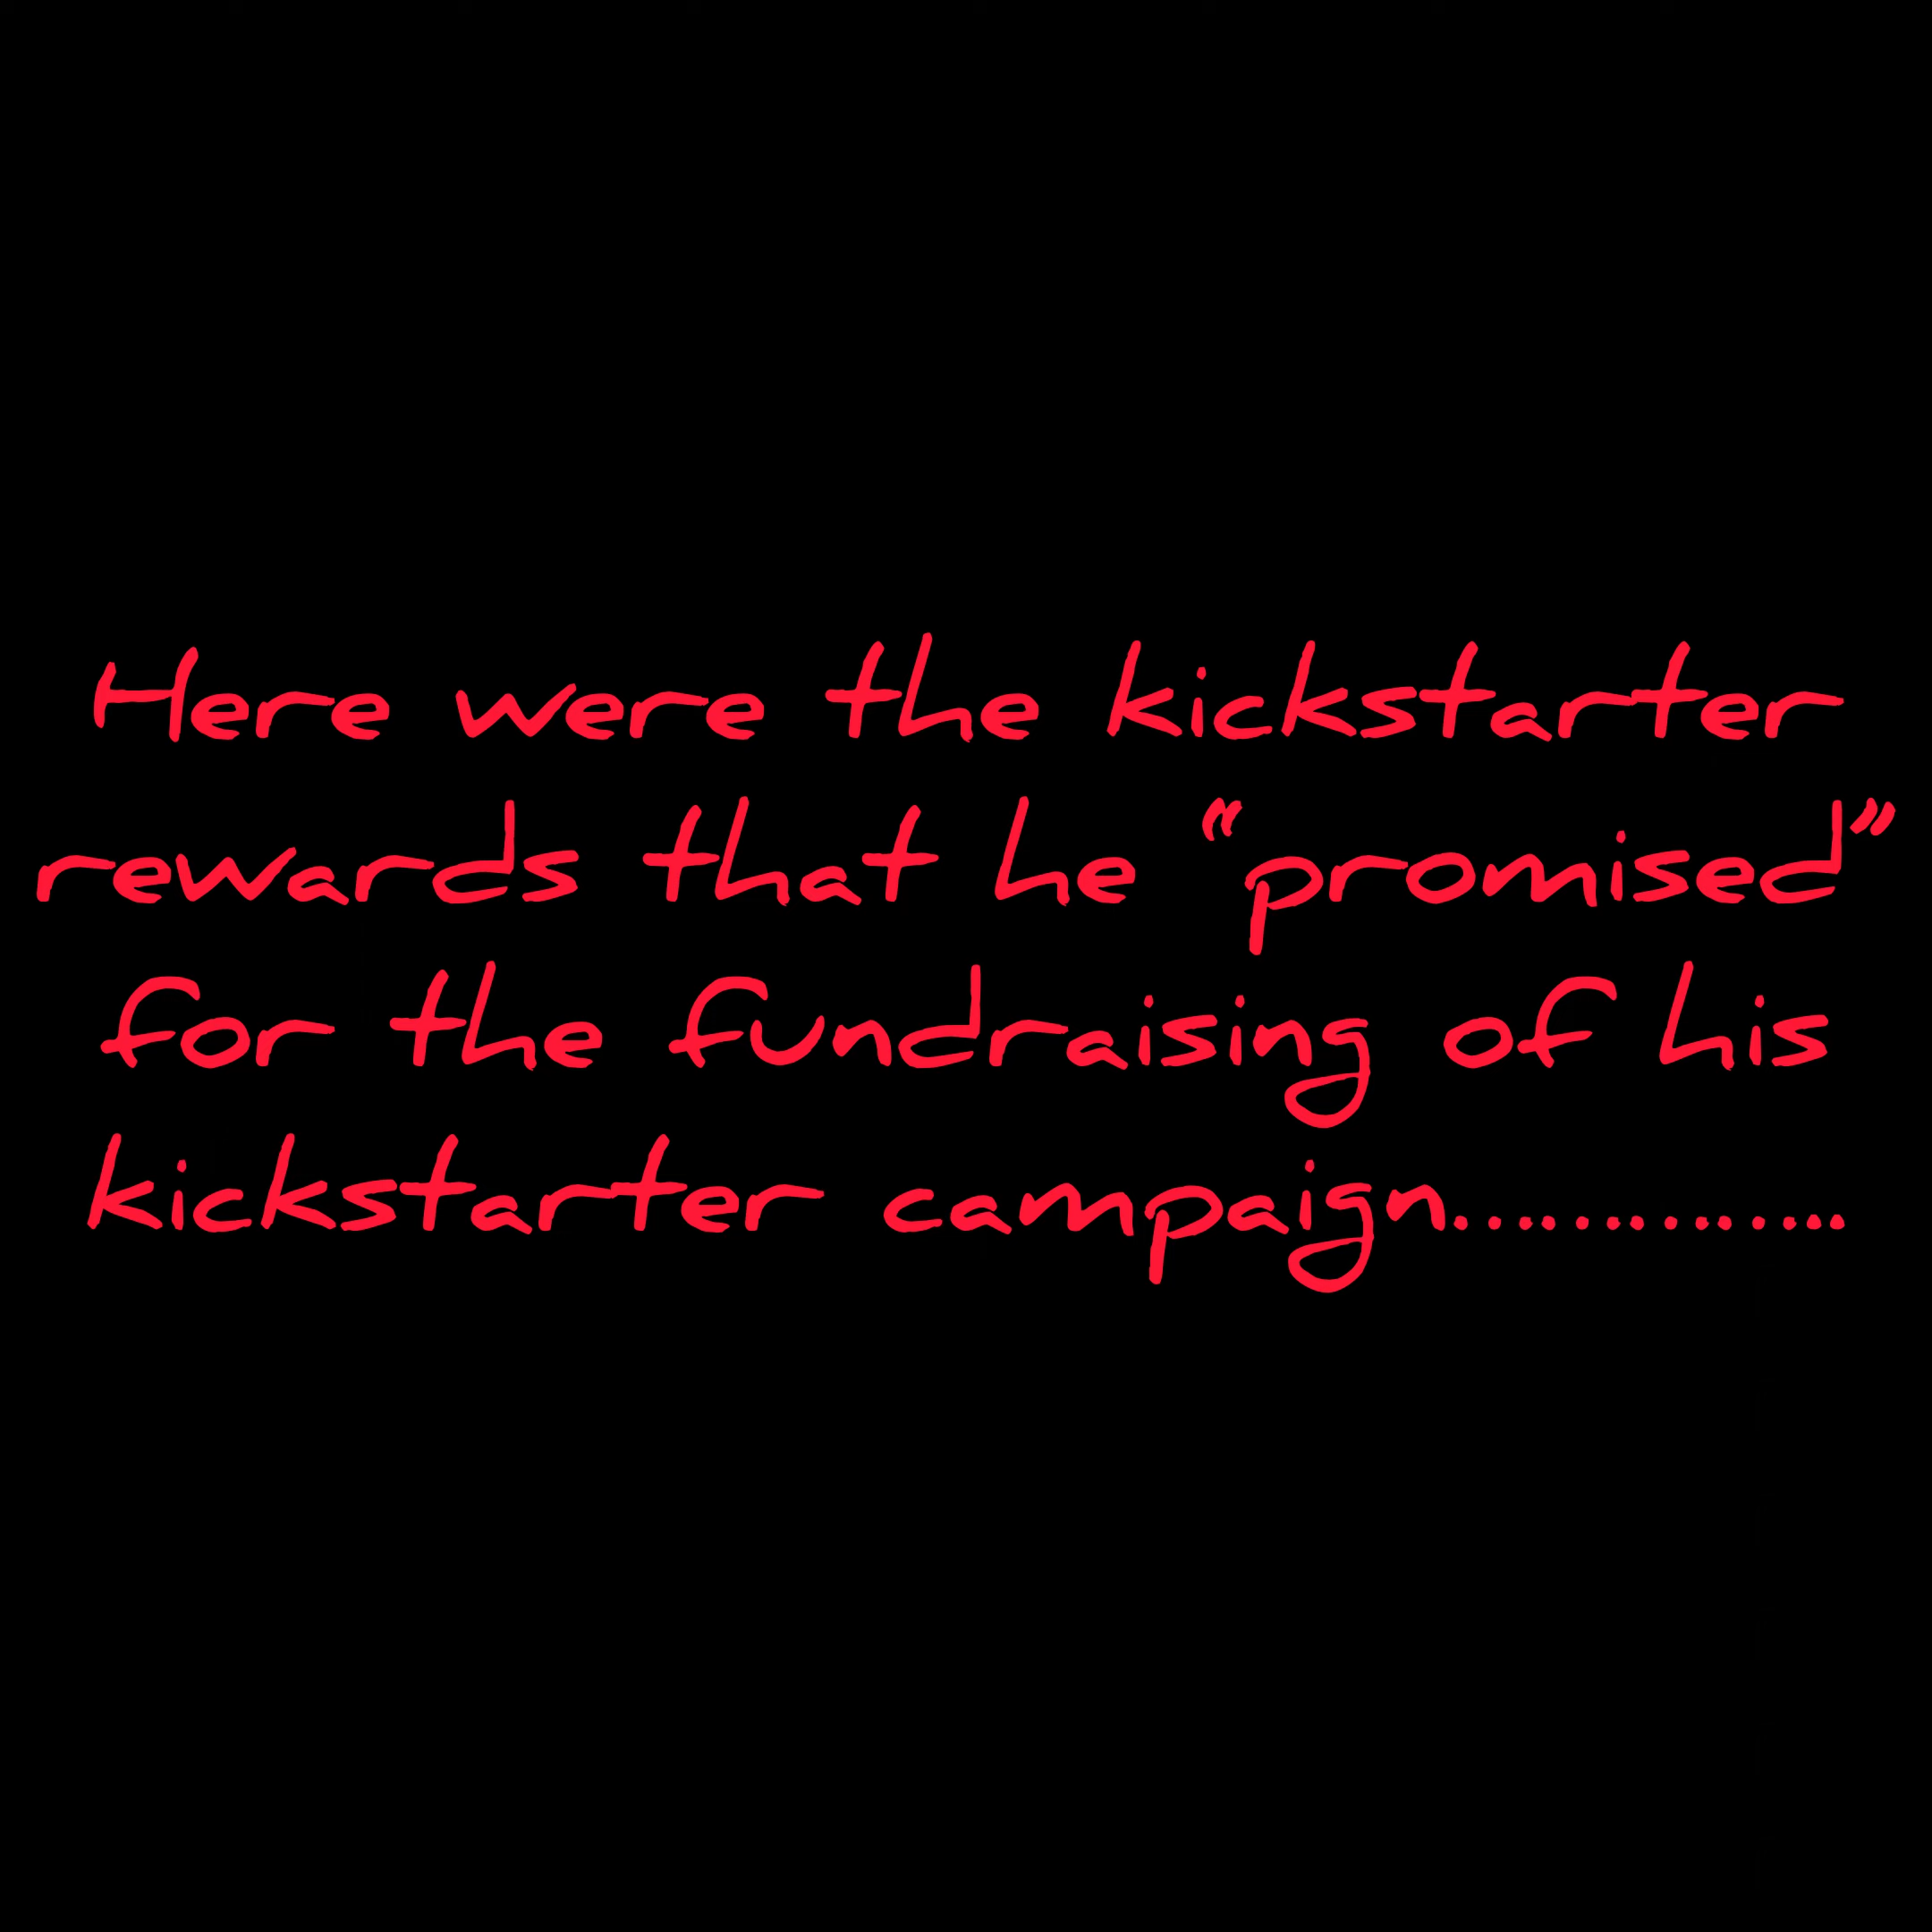 Here were the kickstarter
rewards that he “promised”
for the fundraising of his
kickstarter campaign.............